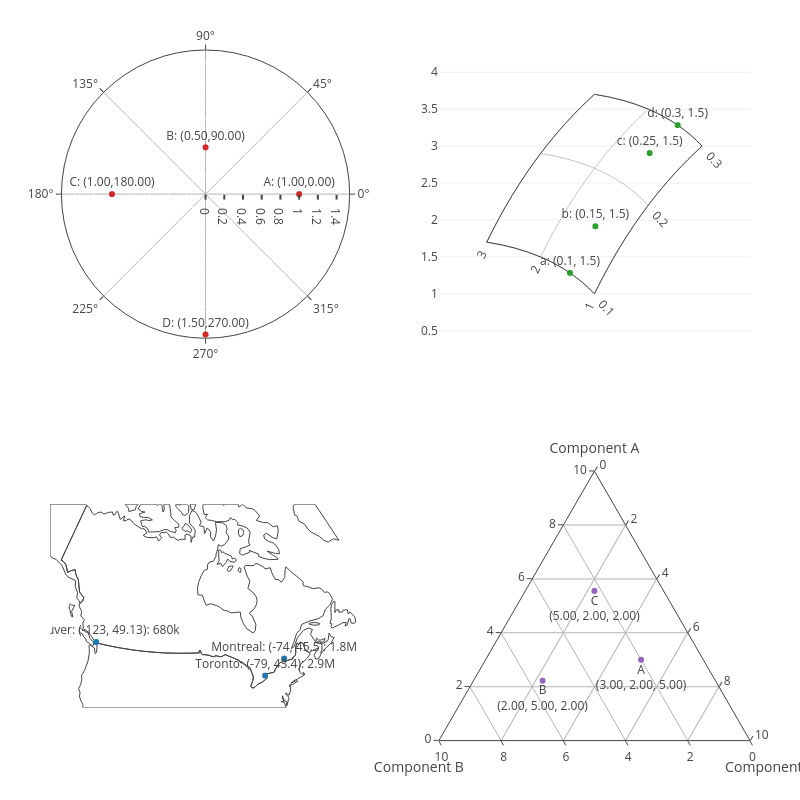 90°
135°
45°
B: (0.50,90.00)
C: (1.00,180.00)
A: (1.00,0.00)
180°
0°
0
0.2
0.4
0.6
0.8
1
1.2
1.4
225°
315°
D: (1.50,270.00)
270°
4
3.5
3
2.5
2
1.5
1
0.5
d: (0.3, 1.5)
c: (0.25, 1.5)
0.3
b: (0.15, 1.5)
0.2
a: (0.1, 1.5)
3
2
1
0.1
uver: (-123, 49.13): 680k
Montreal: (-74, 45.5): 1.8M
Toronto: (-79, 43.4): 2.9M
Component A
10
0
8
2
6
4
C
(5.00, 2.00, 2.00)
4
6
A
(3.00, 2.00, 5.00)
2
8
B
(2.00, 5.00, 2.00)
0
10
10
8
6
4
2
0
Component B
Component